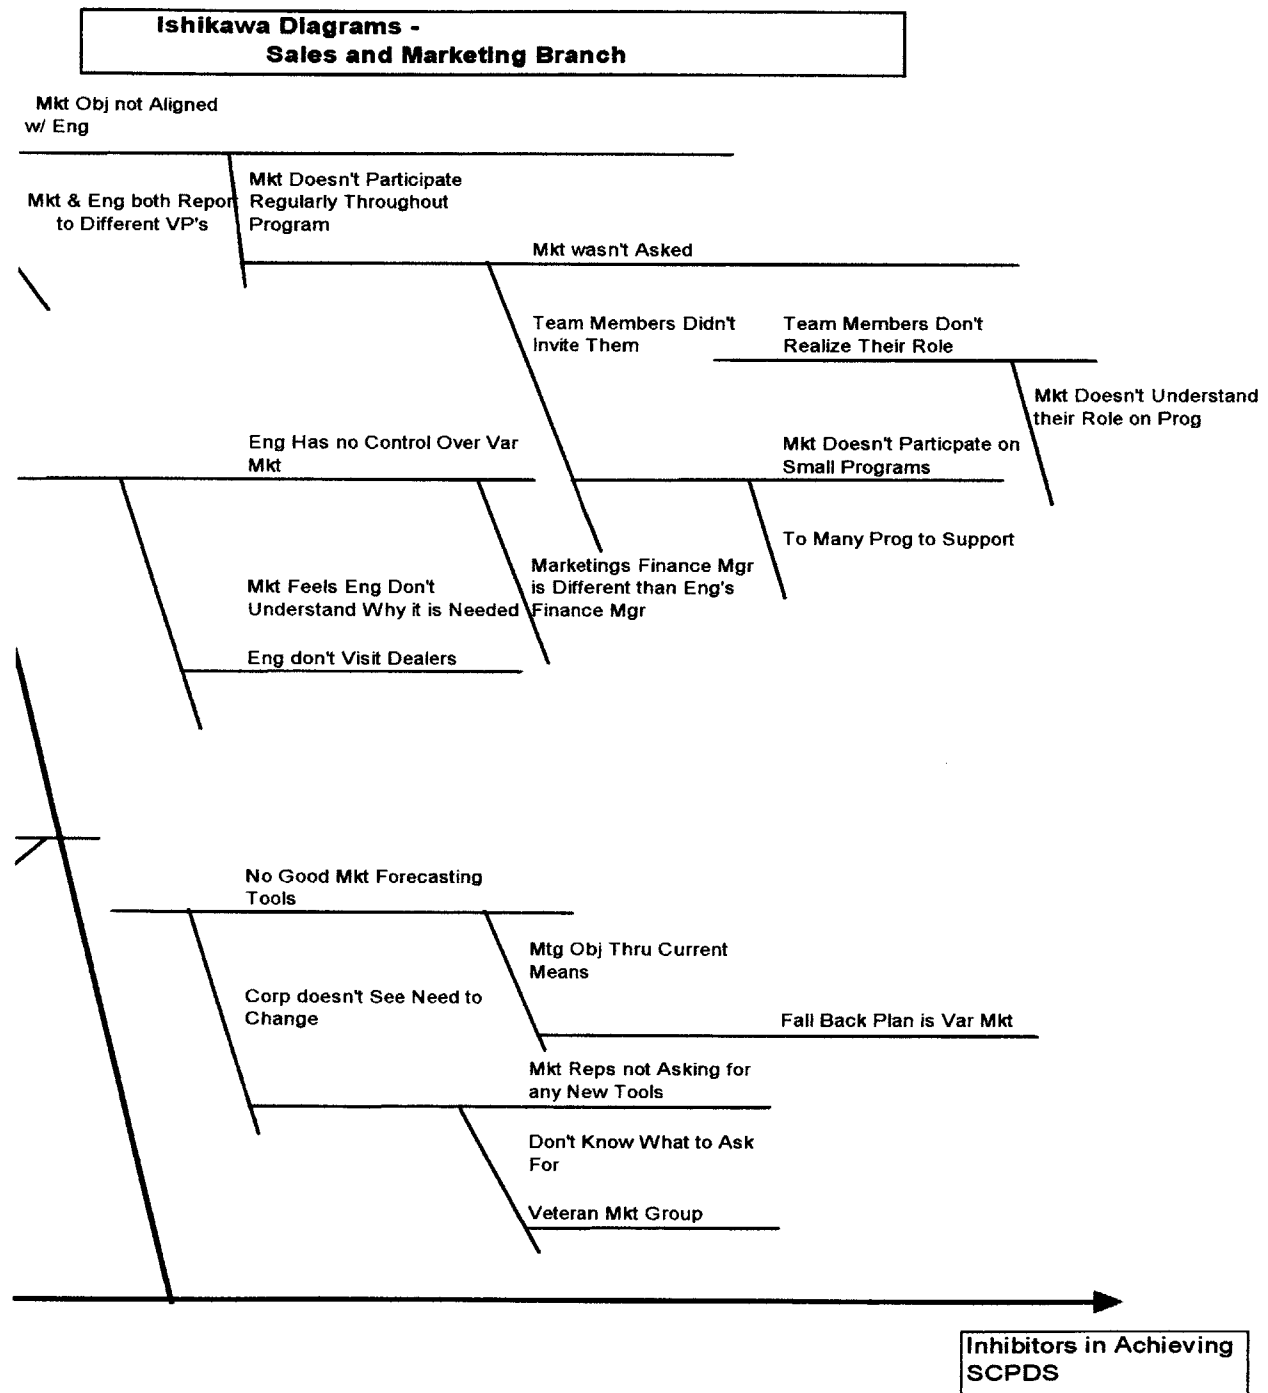 Ishikawa Diagrams -
Sales and Marketing Branch
Mkt Obj not Aligned
w/ Eng
Mkt & Eng both Repor
to Different VP's
Mkt Doesn't Participate
Regularly Throughout
Program
Mkt wasn't Asked
Team Members Didn't
Invite Them
Team Members Don't
Realize Their Role
Mkt Doesn't Understand
their Role on Prog
Eng Has no Control Over Var
Mkt
Mkt Doesn't Particpate on
Small Programs
To Many Prog to Support
Marketings Finance Mgr
is Different than Eng's
Finance Mgr
Mkt Feels Eng Don't
Understand Why it is Needed
Eng don't Visit Dealers
No Good Mkt Forecasting
Tools
Mtg Obj Thru Current
Means
Corp doesn't See Need to
Change
Fall Back Plan is Var Mkt
Mkt Reps not Asking for
any New Tools
Don't Know What to Ask
For
Veteran Mkt Group
Inhibitors in Achieving
SCPDS